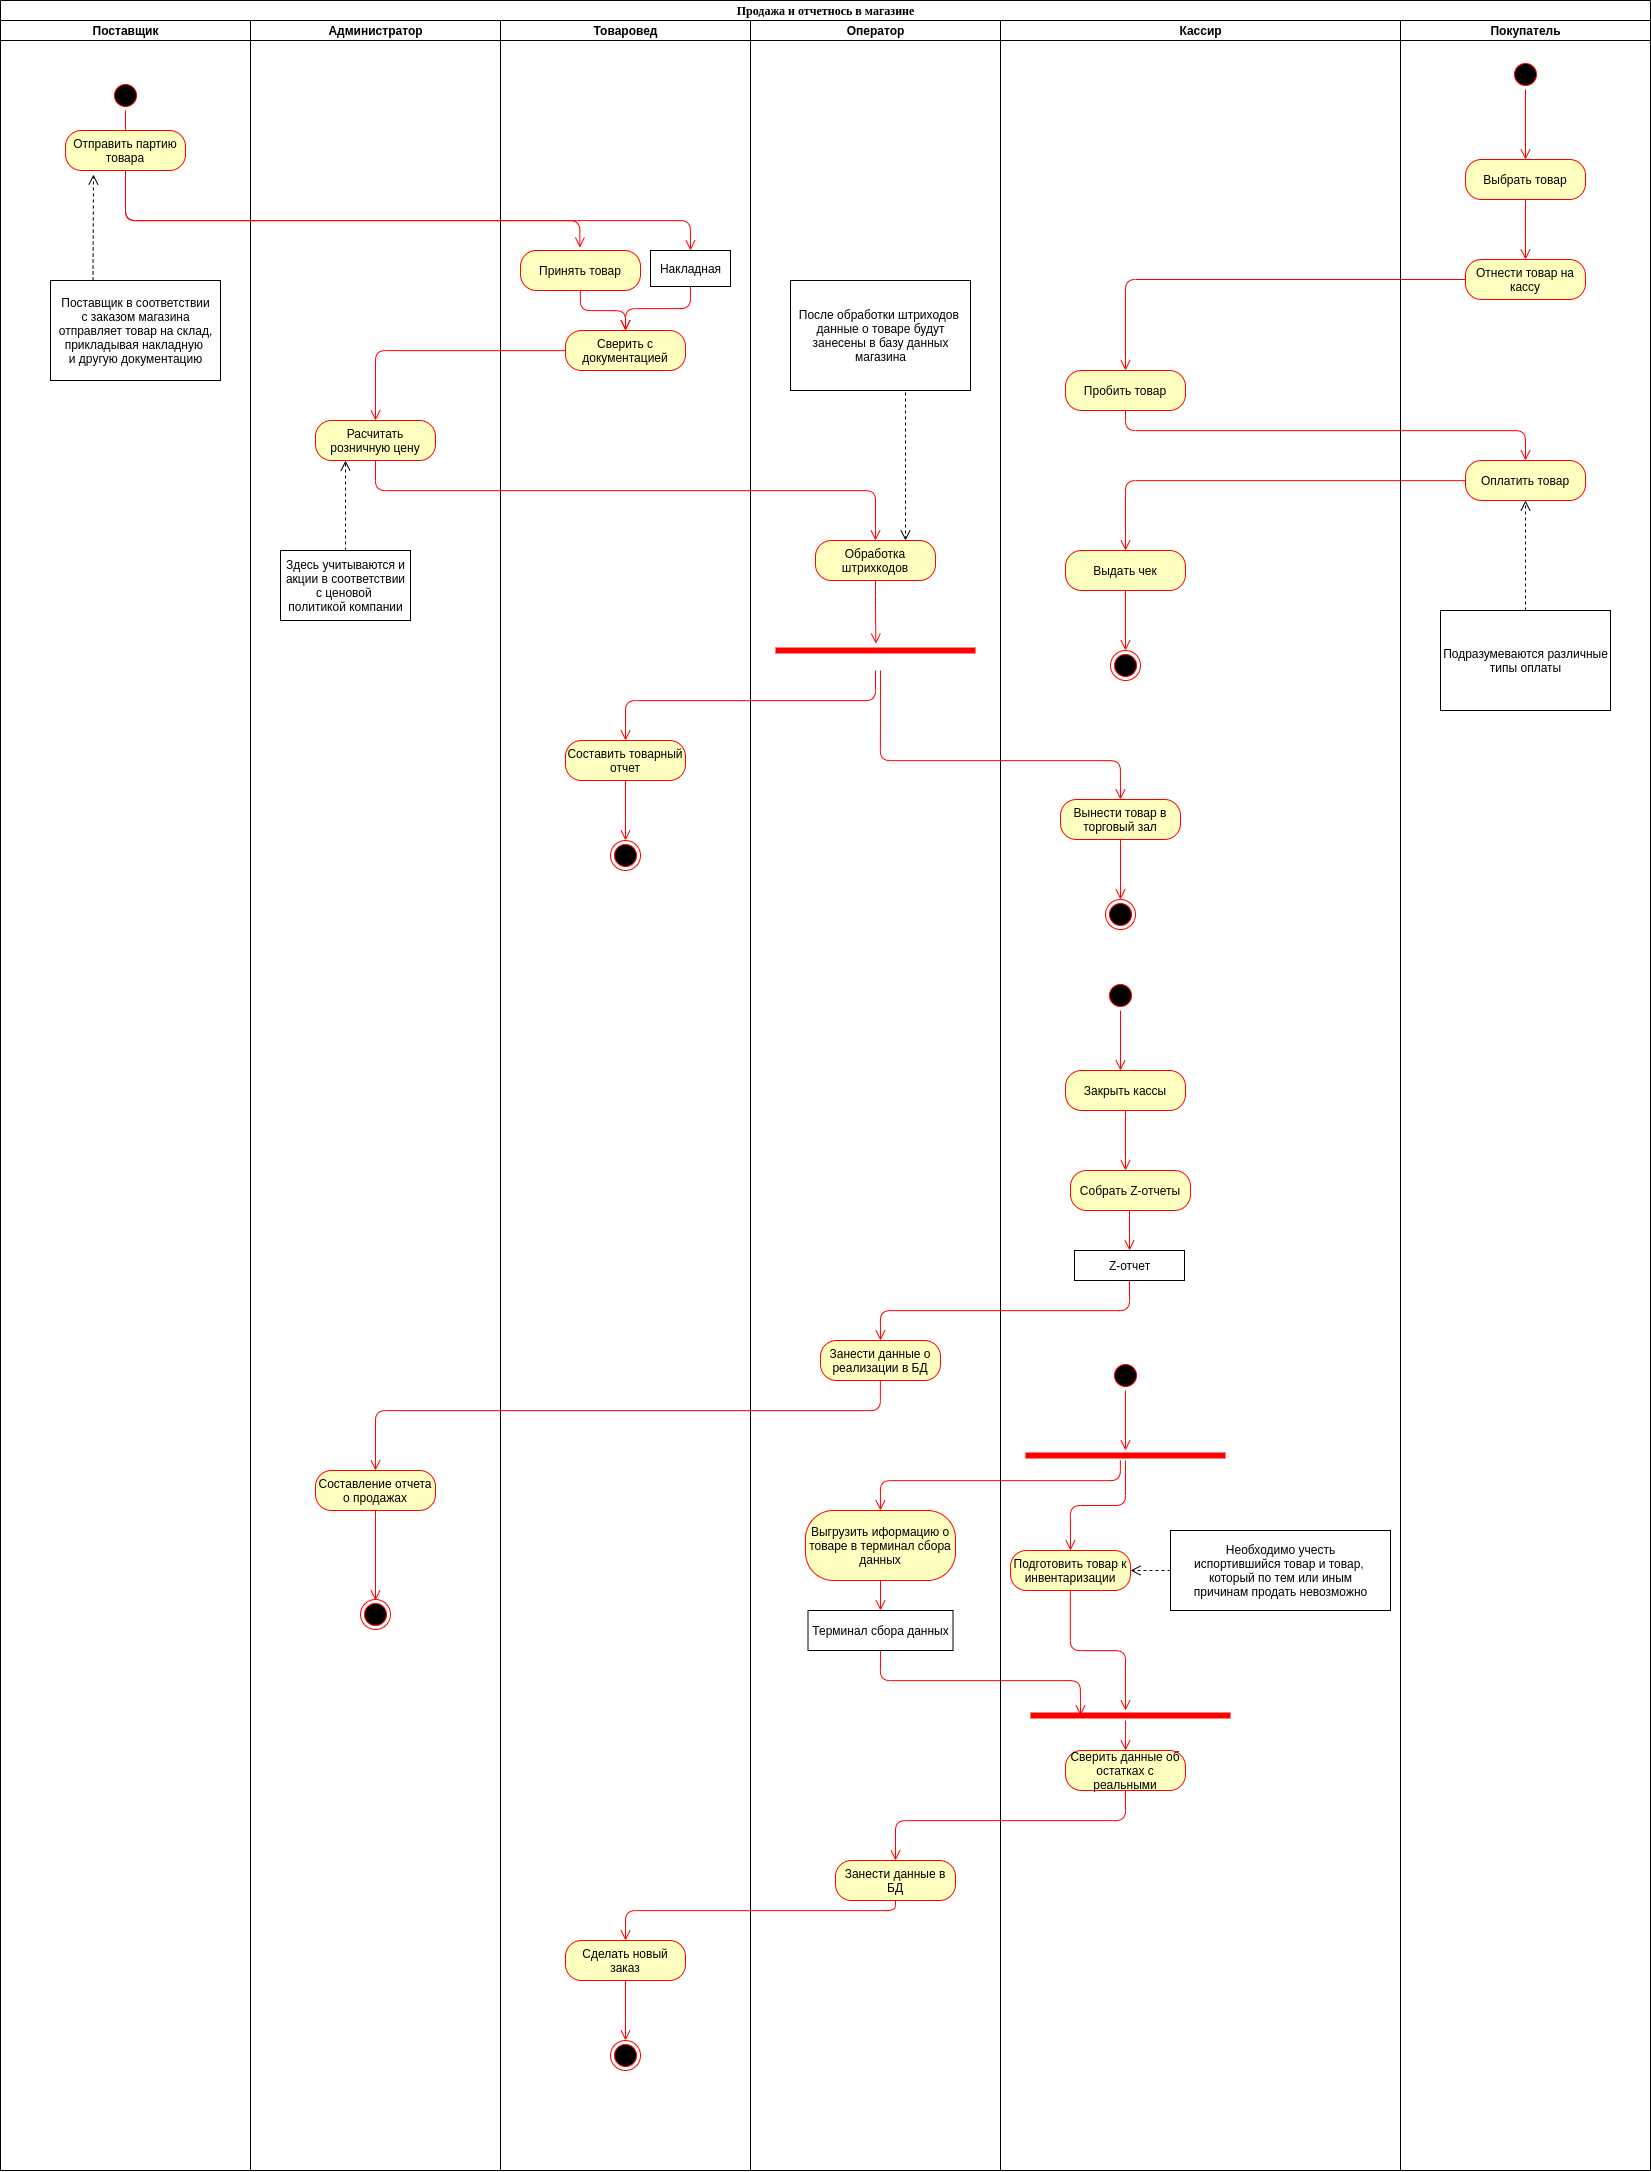 Продажа и отчетнось в магазине
Поставщик
Администратор
Товаровед
Оператор
Кассир
Покупатель
Отправить партию
товара
Выбрать товар
Принять товар
Накладная
Отнести товар на
кассу
Поставщик в соответствии
с заказом магазина
отправляет товар на склад,
прикладывая накладную
и другую документацию
После обработки штриходов
данные о товаре будут
занесены в базу данных
магазина
Сверить с
документацией
Пробить товар
Расчитать
розничную цену
Оплатить товар
Здесь учитываются и
акции в соответствии
с ценовой
политикой компании
Обработка
штрихкодов
Выдать чек
Подразумеваются различные
типы оплаты
Составить товарный
отчет
Вынести товар в
торговый зал
Закрыть кассы
Собрать Z-отчеты
Z-отчет
Занести данные о
реализации в БД
Составление отчета
о продажах
Выгрузить иформацию о
товаре в терминал сбора
данных
Подготовить товар к
инвентаризации
Необходимо учесть
испортившийся товар и товар,
который по тем или иным
причинам продать невозможно
Терминал сбора данных
Сверить данные об
остатках с
реальными
Занести данные в
БД
Сделать новый
заказ